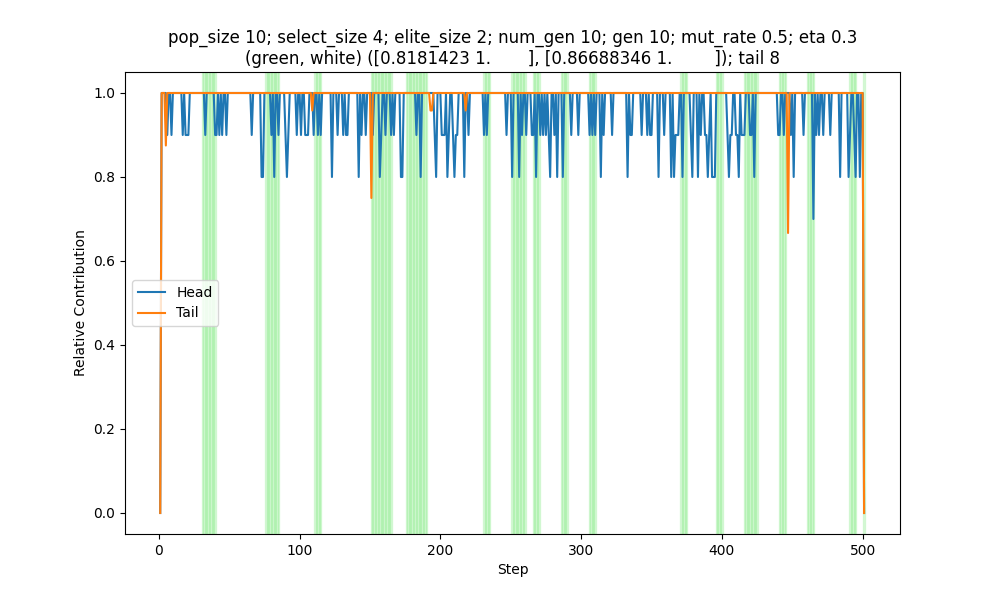 pop_size 10; select_size 4; elite_size 2; num_gen 10; gen 10; mut_rate 0.5; eta 0.3
(green, white) ([0.8181423 1.        ], [0.86688346 1.         ]); tail 8
1.0
0.8
0.6
0.4
0.2
0.0
Relative Contribution
Head
Tail
0
100
200
300
400
500
Step